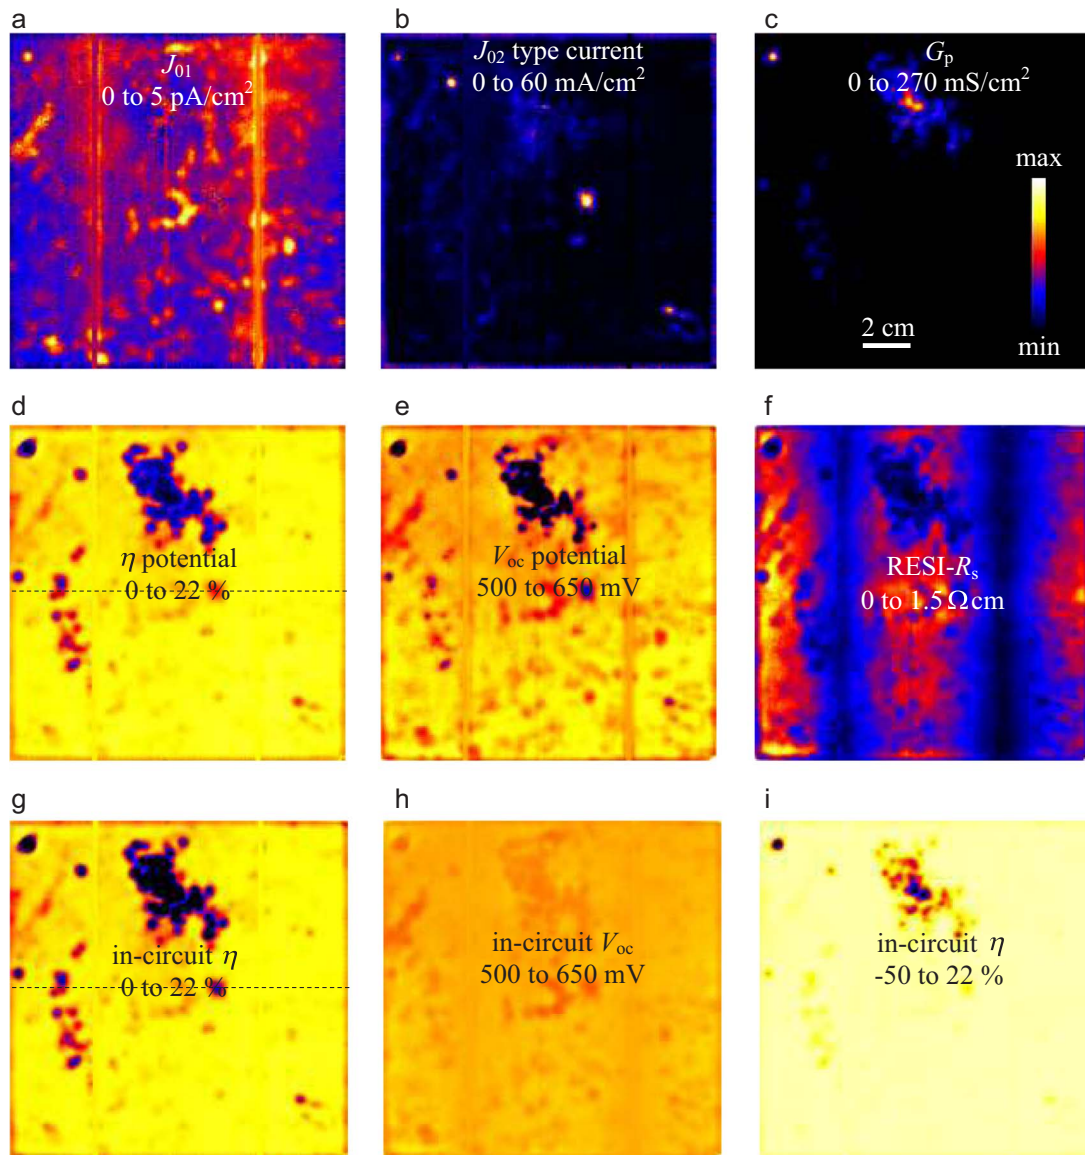 a
J01
0 to 5 pA/cm2
b
J02 type current
0 to 60 mA/cm2
c
Gp
0 to 270 mS/cm2
max
2 cm
min
d
η potential
0 to 22 %
e
Voc potential
500 to 650 mV
f
RESI-Rs
0 to 1.5 Ωcm
g
in-circuit η
0 to 22 %
h
in-circuit Voc
500 to 650 mV
i
in-circuit η
-50 to 22 %